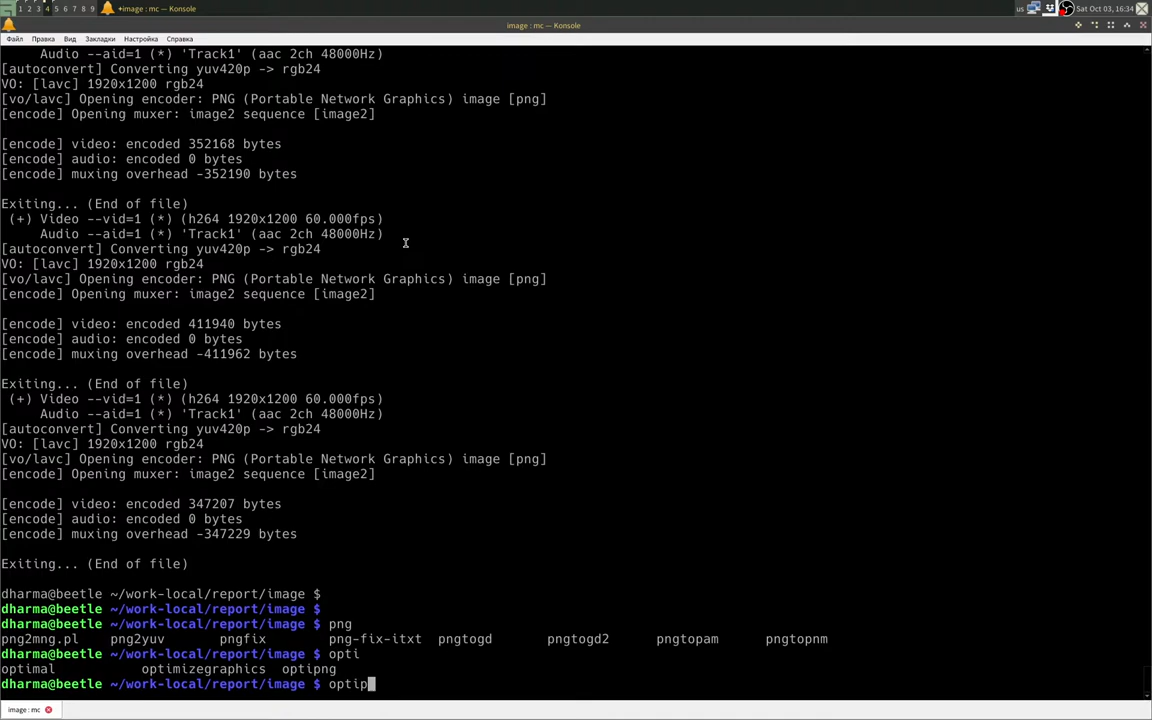 1 2 3 4 5 6 7 8 9 +image : mc — Konsole us Sat Oct 03, 16:34
image : mc — Konsole
Файл Правка Вид Закладки Настройка Справка
Audio --aid=1 (*) 'Track1' (aac 2ch 48000Hz)
[autoconvert] Converting yuv420p -> rgb24
VO: [lavc] 1920x1200 rgb24
[vo/lavc] Opening encoder: PNG (Portable Network Graphics) image [png]
[encode] Opening muxer: image2 sequence [image2]
[encode] video: encoded 352168 bytes
[encode] audio: encoded 0 bytes
[encode] muxing overhead -352190 bytes
Exiting... (End of file)
(+) Video --vid=1 (*) (h264 1920x1200 60.000fps)
Audio --aid=1 (*) 'Track1' (aac 2ch 48000Hz)
[autoconvert] Converting yuv420p -> rgb24
VO: [lavc] 1920x1200 rgb24
[vo/lavc] Opening encoder: PNG (Portable Network Graphics) image [png]
[encode] Opening muxer: image2 sequence [image2]
[encode] video: encoded 411940 bytes
[encode] audio: encoded 0 bytes
[encode] muxing overhead -411962 bytes
Exiting... (End of file)
(+) Video --vid=1 (*) (h264 1920x1200 60.000fps)
Audio --aid=1 (*) 'Track1' (aac 2ch 48000Hz)
[autoconvert] Converting yuv420p -> rgb24
VO: [lavc] 1920x1200 rgb24
[vo/lavc] Opening encoder: PNG (Portable Network Graphics) image [png]
[encode] Opening muxer: image2 sequence [image2]
[encode] video: encoded 347207 bytes
[encode] audio: encoded 0 bytes
[encode] muxing overhead -347229 bytes
Exiting... (End of file)
dharma@beetle ~/work-local/report/image $
dharma@beetle ~/work-local/report/image $
dharma@beetle ~/work-local/report/image $ png
png2mng.pl png2yuv pngfix png-fix-itxt pngtogd pngtogd2 pngtopam pngtopnm
dharma@beetle ~/work-local/report/image $ opti
optimal optimizegraphics optipng
dharma@beetle ~/work-local/report/image $ optip
image : mc